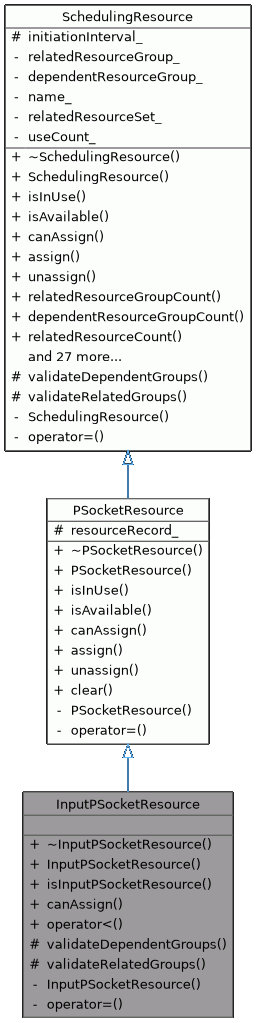 SchedulingResource
# initiationInterval_
- relatedResourceGroup_
- dependentResourceGroup_
- name_
- relatedResourceSet_
- useCount_
+ ~SchedulingResource()
+ SchedulingResource()
+ isInUse()
+ isAvailable()
+ canAssign()
+ assign()
+ unassign()
+ relatedResourceGroupCount()
+ dependentResourceGroupCount()
+ relatedResourceCount()
and 27 more...
# validateDependentGroups()
# validateRelatedGroups()
- SchedulingResource()
- operator=()
PSocketResource
# resourceRecord_
+ ~PSocketResource()
+ PSocketResource()
+ isInUse()
+ isAvailable()
+ canAssign()
+ assign()
+ unassign()
+ clear()
- PSocketResource()
- operator=()
InputPSocketResource
+ ~InputPSocketResource()
+ InputPSocketResource()
+ isInputPSocketResource()
+ canAssign()
+ operator<()
# validateDependentGroups()
# validateRelatedGroups()
- InputPSocketResource()
- operator=()